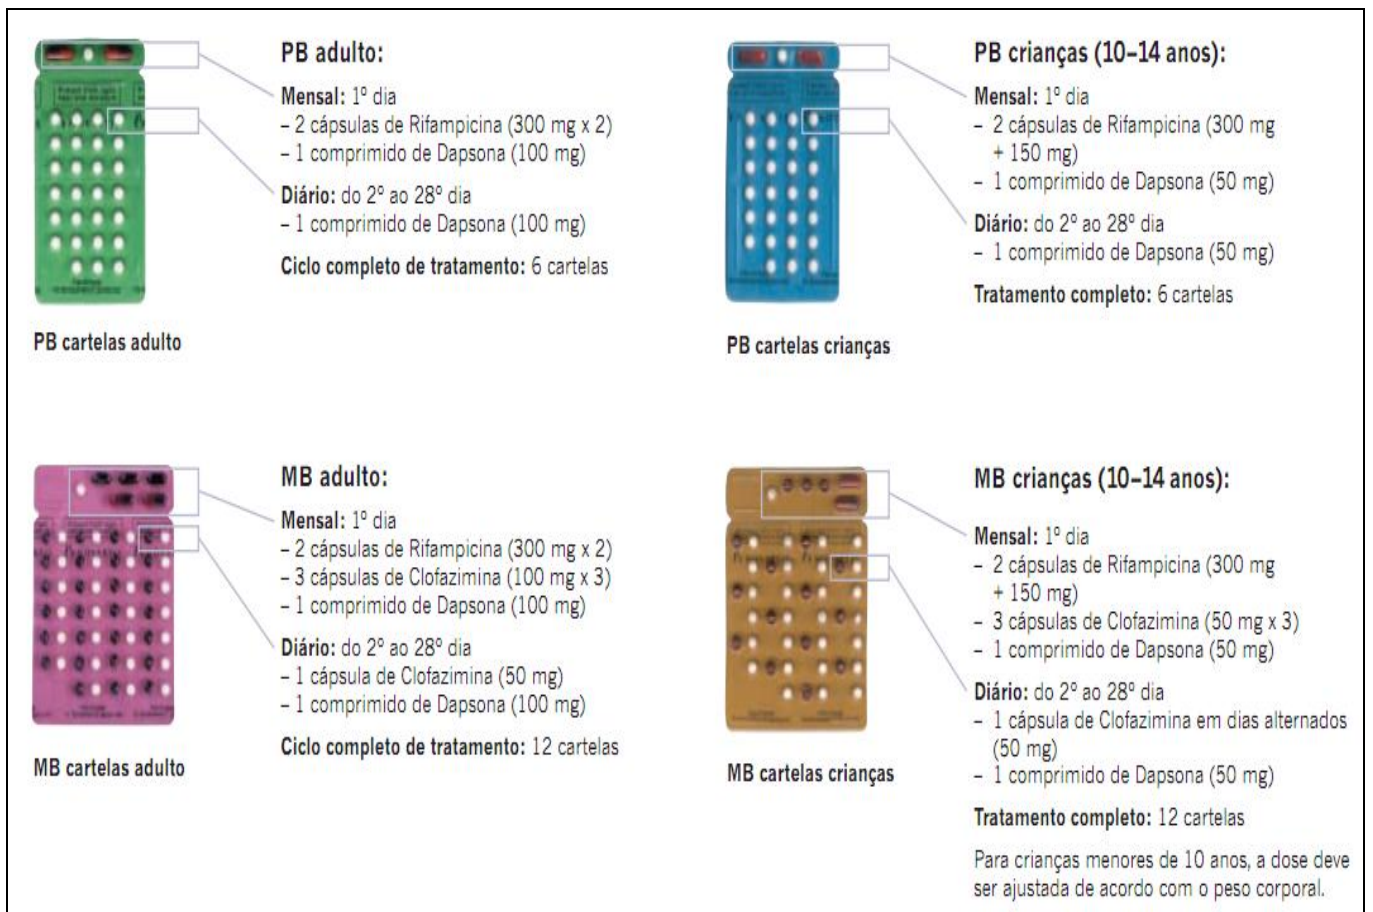 PB adulto:
Mensal: 1º dia
– 2 cápsulas de Rifampicina (300 mg x 2)
– 1 comprimido de Dapsona (100 mg)
Diário: do 2º ao 28º dia
– 1 comprimido de Dapsona (100 mg)
Ciclo completo de tratamento: 6 cartelas
PB cartelas adulto
PB crianças (10–14 anos):
Mensal: 1º dia
– 2 cápsulas de Rifampicina (300 mg
+ 150 mg)
– 1 comprimido de Dapsona (50 mg)
Diário: do 2º ao 28º dia
– 1 comprimido de Dapsona (50 mg)
Tratamento completo: 6 cartelas
PB cartelas crianças
MB adulto:
Mensal: 1º dia
– 2 cápsulas de Rifampicina (300 mg x 2)
– 3 cápsulas de Clofazimina (100 mg x 3)
– 1 comprimido de Dapsona (100 mg)
Diário: do 2º ao 28º dia
– 1 cápsula de Clofazimina (50 mg)
– 1 comprimido de Dapsona (100 mg)
Ciclo completo de tratamento: 12 cartelas
MB cartelas adulto
MB crianças (10–14 anos):
Mensal: 1º dia
– 2 cápsulas de Rifampicina (300 mg
+ 150 mg)
– 3 cápsulas de Clofazimina (50 mg x 3)
– 1 comprimido de Dapsona (50 mg)
Diário: do 2º ao 28º dia
– 1 cápsula de Clofazimina em dias alternados
(50 mg)
– 1 comprimido de Dapsona (50 mg)
Tratamento completo: 12 cartelas
Para crianças menores de 10 anos, a dose deve
ser ajustada de acordo com o peso corporal.
MB cartelas crianças